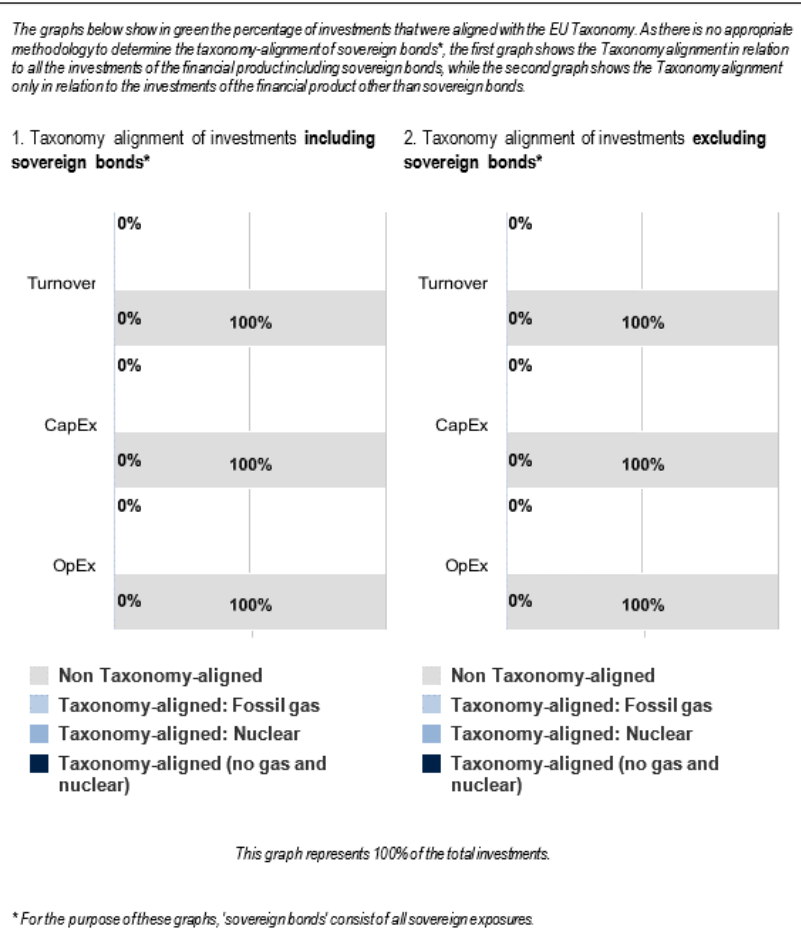 The graphs below show in green the percentage of investments that were aligned with the EU Taxonomy. As there is no appropriate
methodology to determine the taxonomy-alignment of sovereign bonds*, the first graph shows the Taxonomy alignment in relation
to all the investments of the financial product including sovereign bonds, while the second graph shows the Taxonomy alignment
only in relation to the investments of the financial product other than sovereign bonds.
1. Taxonomy alignment of investments including
sovereign bonds*
0%
Turnover
0% 100%
0%
CapEx
0% 100%
0%
OpEx
0% 100%
Non Taxonomy-aligned
Taxonomy-aligned: Fossil gas
Taxonomy-aligned: Nuclear
Taxonomy-aligned (no gas and
nuclear)
2. Taxonomy alignment of investments excluding
sovereign bonds*
0%
Turnover
0% 100%
0%
CapEx
0% 100%
0%
OpEx
0% 100%
Non Taxonomy-aligned
Taxonomy-aligned: Fossil gas
Taxonomy-aligned: Nuclear
Taxonomy-aligned (no gas and
nuclear)
This graph represents 100% of the total investments.
* For the purpose of these graphs, 'sovereign bonds' consist of all sovereign exposures.